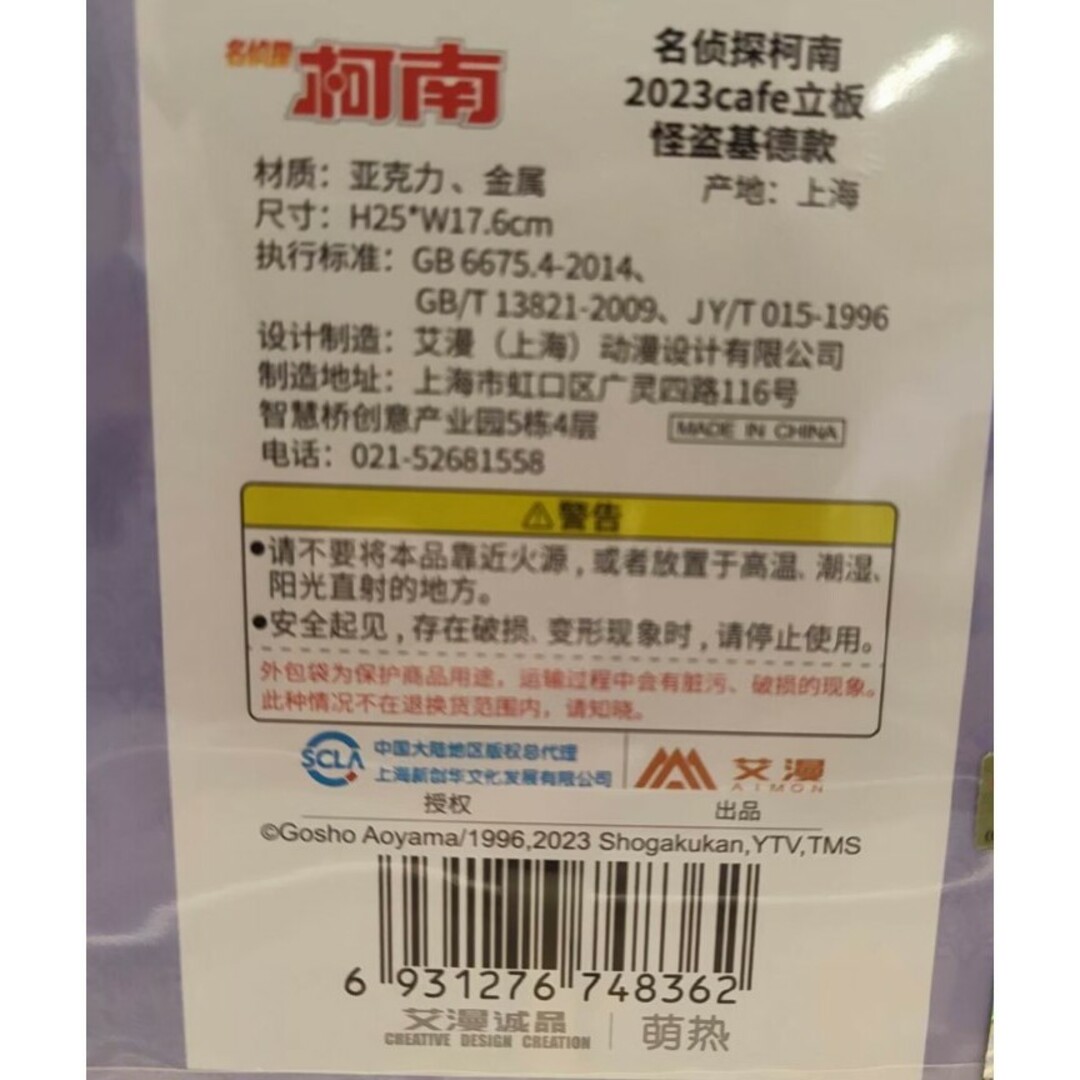 名侦探 柯南
名侦探柯南
2023cafe立板
怪盗基德款
材质：亚克力、金属
产地：上海
尺寸：H25*W17.6cm
执行标准：GB 6675.4-2014、
GB/T 13821-2009、JY/T 015-1996
设计制造：艾漫（上海）动漫设计有限公司
制造地址：上海市虹口区广灵四路116号
智慧桥创意产业园5栋4层
MADE IN CHINA
电话：021-52681558
⚠警告
•请不要将本品靠近火源，或者放置于高温、潮湿、
阳光直射的地方。
•安全起见，存在破损、变形现象时，请停止使用。
外包袋为保护商品用途，运输过程中会有脏污、破损的现象。
此种情况不在退换货范围内，请知晓。
SCLA
中国大陆地区版权总代理
上海新创华文化发展有限公司
授权
艾漫
AIMON
出品
©Gosho Aoyama/1996,2023 Shogakukan,YTV,TMS
6 931276 748362
艾漫诚品
CREATIVE DESIGN CREATION
萌热